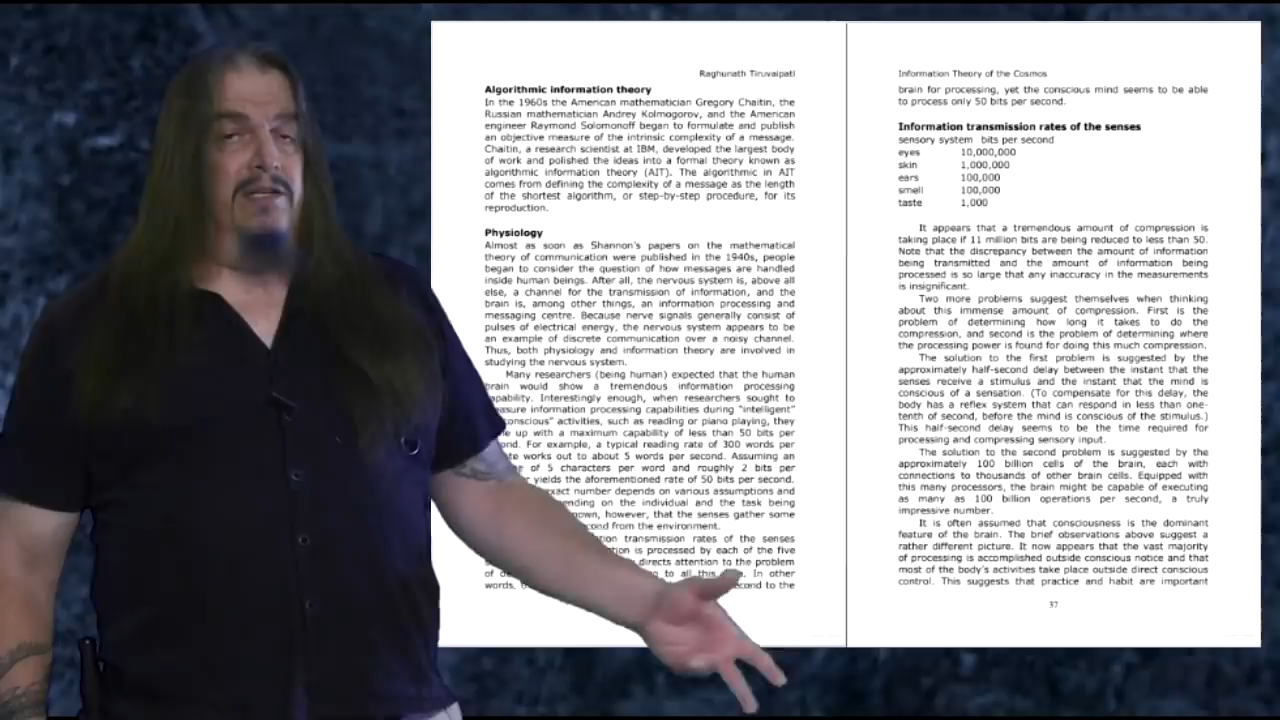 Raghunath Tiruvaipati
Algorithmic information theory
In the 1960s the American mathematician Gregory Chaitin, the
Russian mathematician Andrey Kolmogorov, and the American
engineer Raymond Solomonoff began to formulate and publish
an objective measure of the intrinsic complexity of a message.
Chaitin, a research scientist at IBM, developed the largest body
of work and polished the ideas into a formal theory known as
algorithmic information theory (AIT). The algorithmic in AIT
comes from defining the complexity of a message as the length
of the shortest algorithm, or step-by-step procedure, for its
reproduction.
Physiology
Almost as soon as Shannon's papers on the mathematical
theory of communication were published in the 1940s, people
began to consider the question of how messages are handled
inside human beings. After all, the nervous system is, above all
else, a channel for the transmission of information, and the
brain is, among other things, an information processing and
messaging centre. Because nerve signals generally consist of
pulses of electrical energy, the nervous system appears to be
an example of discrete communication over a noisy channel.
Thus, both physiology and information theory are involved in
studying the nervous system.
Many researchers (being human) expected that the human
brain would show a tremendous information processing
apability. Interestingly enough, when researchers sought to
easure information processing capabilities during "intelligent"
conscious" activities, such as reading or piano playing, they
e up with a maximum capability of less than 50 bits per
ond. For example, a typical reading rate of 300 words per
te works out to about 5 words per second. Assuming an
e of 5 characters per word and roughly 2 bits per
r yields the aforementioned rate of 50 bits per second.
exact number depends on various assumptions and
ending on the individual and the task being
nown, however, that the senses gather some
cond from the environment.
tion transmission rates of the senses
tion is processed by each of the five
directs attention to the problem
of to all this In other
words, cond to the
Information Theory of the Cosmos
brain for processing, yet the conscious mind seems to be able
to process only 50 bits per second.
Information transmission rates of the senses
sensory system bits per second
eyes 10,000,000
skin 1,000,000
ears 100,000
smell 100,000
taste 1,000
It appears that a tremendous amount of compression is
taking place if 11 million bits are being reduced to less than 50.
Note that the discrepancy between the amount of information
being transmitted and the amount of information being
processed is so large that any inaccuracy in the measurements
is insignificant.
Two more problems suggest themselves when thinking
about this immense amount of compression. First is the
problem of determining how long it takes to do the
compression, and second is the problem of determining where
the processing power is found for doing this much compression.
The solution to the first problem is suggested by the
approximately half-second delay between the instant that the
senses receive a stimulus and the instant that the mind is
conscious of a sensation. (To compensate for this delay, the
body has a reflex system that can respond in less than one-
tenth of second, before the mind is conscious of the stimulus.)
This half-second delay seems to be the time required for
processing and compressing sensory input.
The solution to the second problem is suggested by the
approximately 100 billion cells of the brain, each with
connections to thousands of other brain cells. Equipped with
this many processors, the brain might be capable of executing
as many as 100 billion operations per second, a truly
impressive number.
It is often assumed that consciousness is the dominant
feature of the brain. The brief observations above suggest a
rather different picture. It now appears that the vast majority
of processing is accomplished outside conscious notice and that
most of the body's activities take place outside direct conscious
control. This suggests that practice and habit are important
37